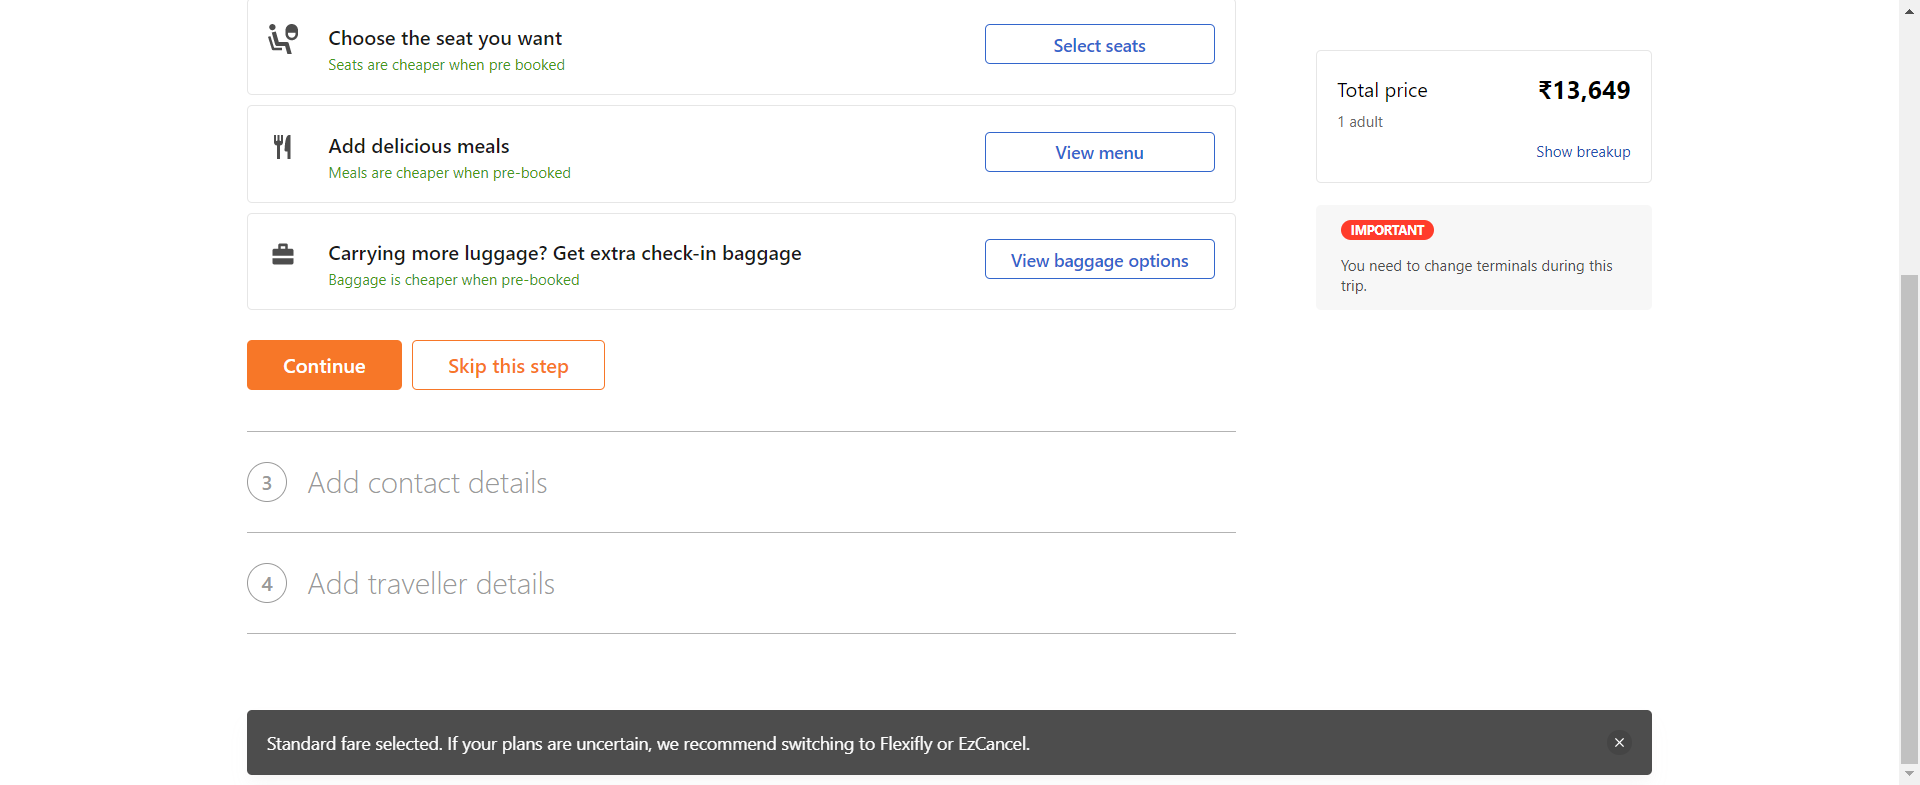 Choose the seat you want
Seats are cheaper when pre booked
Select seats
Add delicious meals
Meals are cheaper when pre-booked
View menu
Carrying more luggage? Get extra check-in baggage
Baggage is cheaper when pre-booked
View baggage options
Continue
Skip this step
3 Add contact details
4 Add traveller details
Total price ₹13,649
1 adult
Show breakup
IMPORTANT
You need to change terminals during this
trip.
Standard fare selected. If your plans are uncertain, we recommend switching to Flexifly or EzCancel.